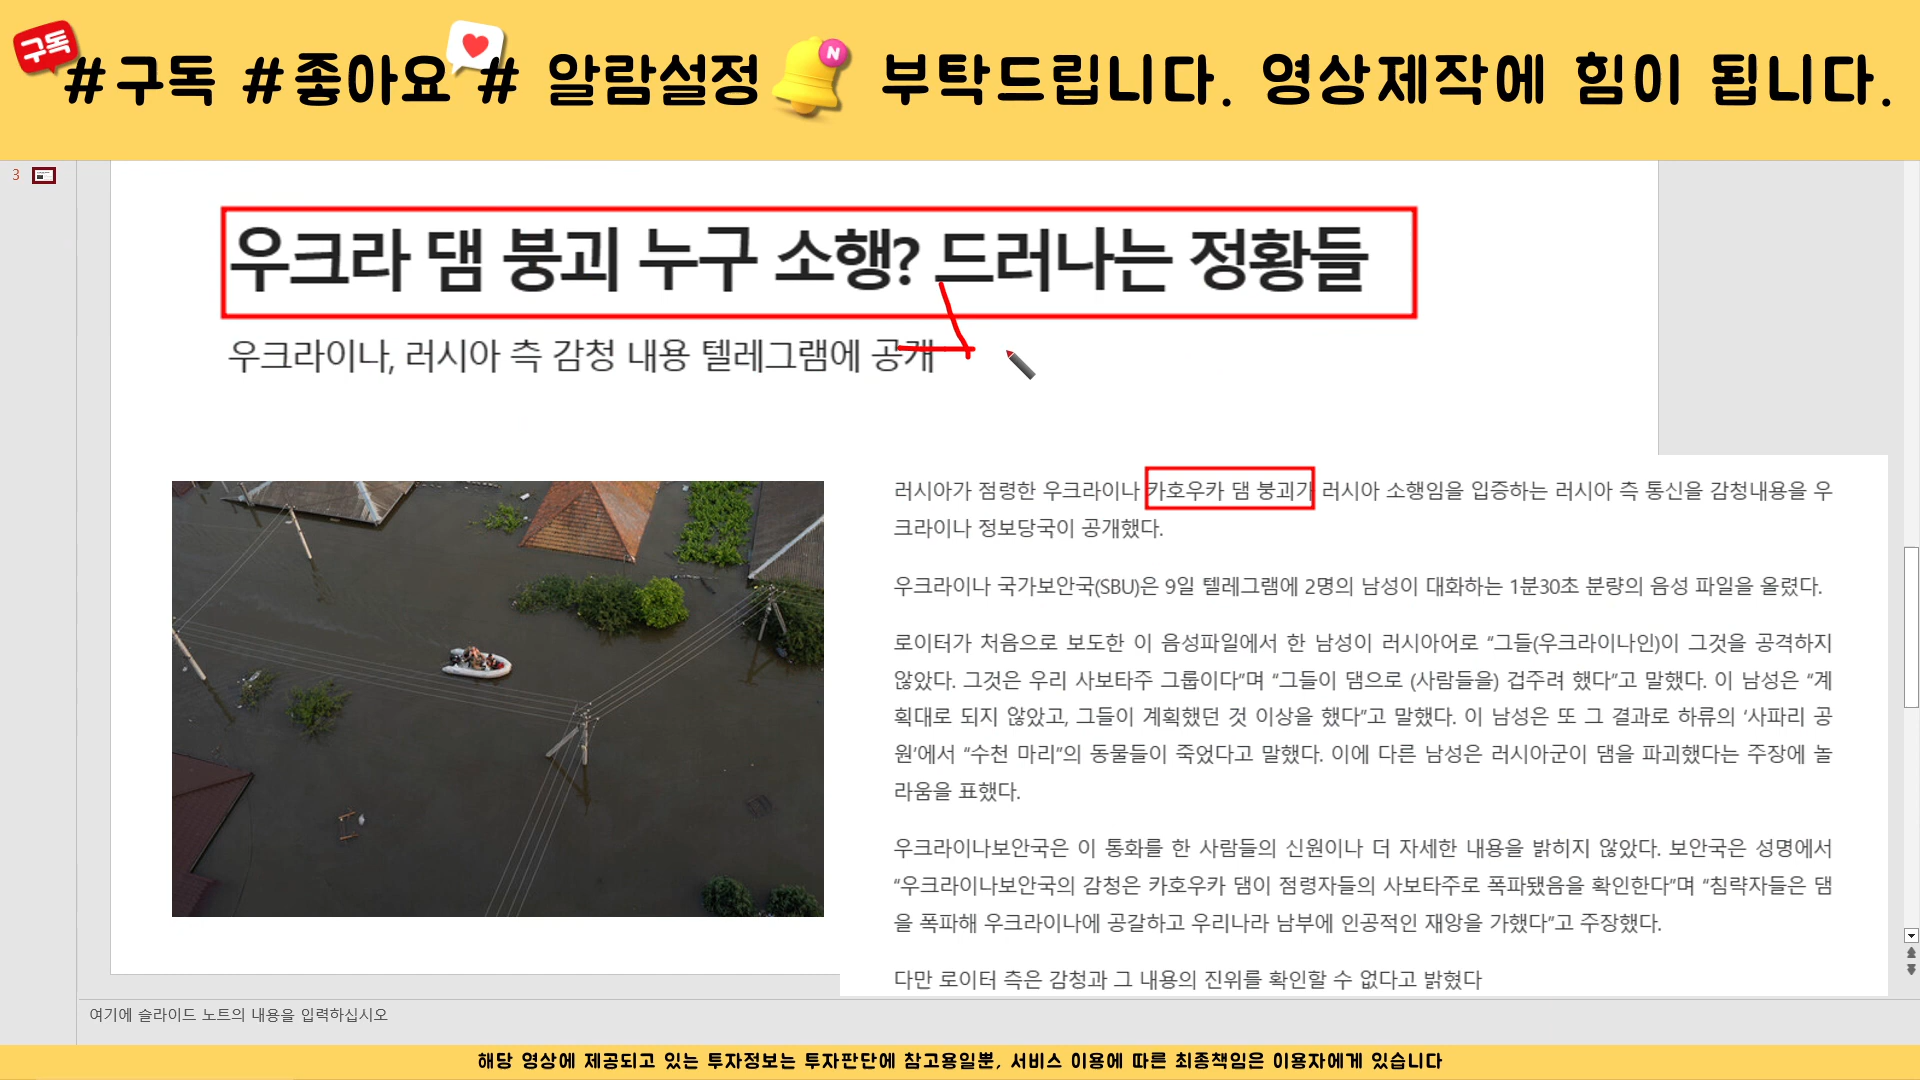 구독
#구독 #좋아요 # 알람설정 N 부탁드립니다. 영상제작에 힘이 됩니다.
3
우크라 댐 붕괴 누구 소행? 드러나는 정황들
우크라이나, 러시아 측 감청 내용 텔레그램에 공개
러시아가 점령한 우크라이나 카호우카 댐 붕괴가 러시아 소행임을 입증하는 러시아 측 통신을 감청내용을 우
크라이나 정보당국이 공개했다.
우크라이나 국가보안국(SBU)은 9일 텔레그램에 2명의 남성이 대화하는 1분30초 분량의 음성 파일을 올렸다.
로이터가 처음으로 보도한 이 음성파일에서 한 남성이 러시아어로 “그들(우크라이나인)이 그것을 공격하지
않았다. 그것은 우리 사보타주 그룹이다”며 “그들이 댐으로 (사람들을) 겁주려 했다”고 말했다. 이 남성은 “계
획대로 되지 않았고, 그들이 계획했던 것 이상을 했다”고 말했다. 이 남성은 또 그 결과로 하류의 ‘사파리 공
원’에서 “수천 마리”의 동물들이 죽었다고 말했다. 이에 다른 남성은 러시아군이 댐을 파괴했다는 주장에 놀
라움을 표했다.
우크라이나보안국은 이 통화를 한 사람들의 신원이나 더 자세한 내용을 밝히지 않았다. 보안국은 성명에서
“우크라이나보안국의 감청은 카호우카 댐이 점령자들의 사보타주로 폭파됐음을 확인한다”며 “침략자들은 댐
을 폭파해 우크라이나에 공갈하고 우리나라 남부에 인공적인 재앙을 가했다”고 주장했다.
다만 로이터 측은 감청과 그 내용의 진위를 확인할 수 없다고 밝혔다
여기에 슬라이드 노트의 내용을 입력하십시오
해당 영상에 제공되고 있는 투자정보는 투자판단에 참고용일뿐, 서비스 이용에 따른 최종책임은 이용자에게 있습니다